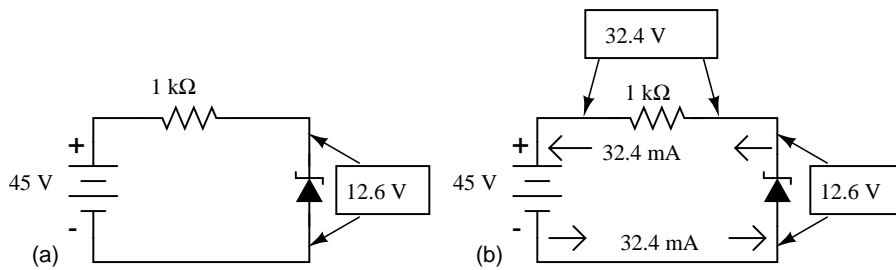 1 kΩ
+
45 V
-
12.6 V
(a)
32.4 V
1 kΩ
+
32.4 mA
45 V
12.6 V
-
32.4 mA
(b)